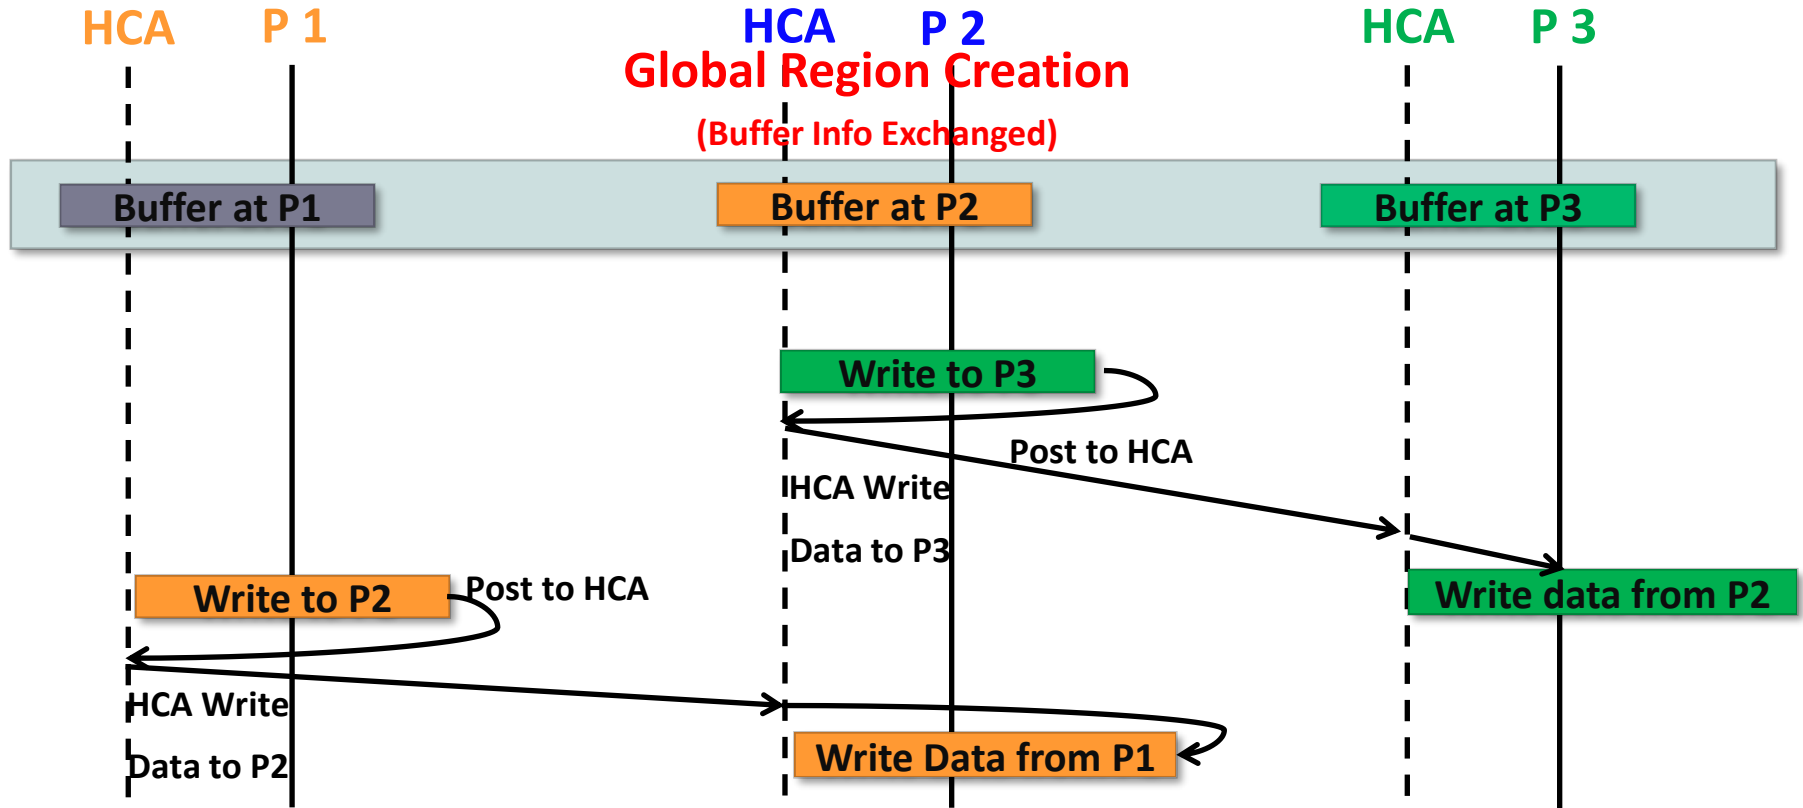 HCA P 1 HCA P 2 HCA P 3
Global Region Creation
(Buffer Info Exchanged)
Buffer at P1 Buffer at P2 Buffer at P3
Write to P3
Post to HCA
HCA Write
Data to P3
Write to P2 Post to HCA
Write data from P2
HCA Write
Data to P2
Write Data from P1